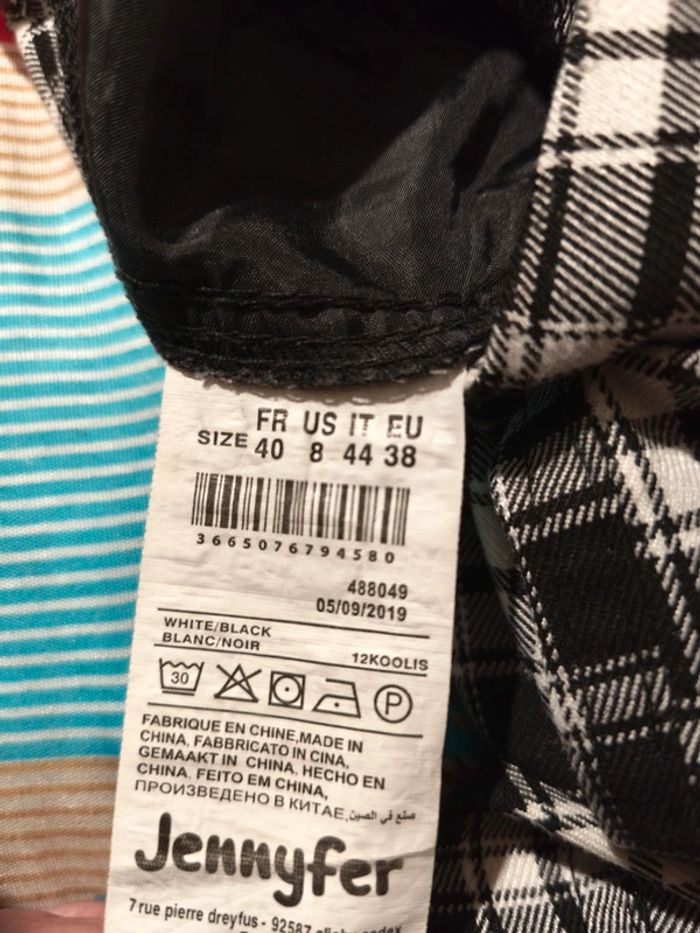 FR US IT EU
SIZE 40 8 44 38
3665076794580
488049
05/09/2019
WHITE/BLACK
BLANC/NOIR
12KOOLIS
30
P
FABRIQUE EN CHINE,MADE IN
CHINA, FABBRICATO IN CINA,
GEMAAKT IN CHINA, HECHO EN
CHINA, FEITO EM CHINA,
ПРОИЗВЕДЕНО В КИТАЕ, صنع في الصين
Jennyfer
7 rue pierre dreyfus - 92587